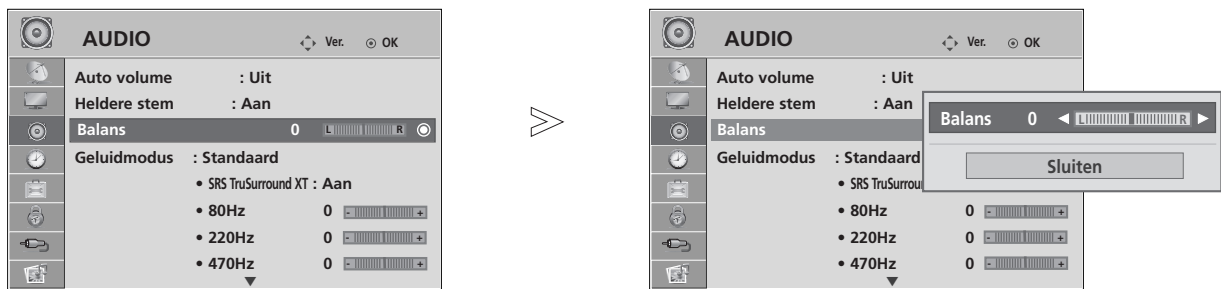 AUDIO Ver. OK
Auto volume : Uit
Heldere stem : Aan
Balans 0 L R
Geluidmodus : Standaard
• SRS TruSurround XT : Aan
• 80Hz 0 - +
• 220Hz 0 - +
• 470Hz 0 - +
AUDIO Ver. OK
Auto volume : Uit
Heldere stem : Aan
Balans
Balans 0 L R
Sluiten
Geluidmodus : Standaard
• SRS TruSurrou
• 80Hz 0 - +
• 220Hz 0 - +
• 470Hz 0 - +